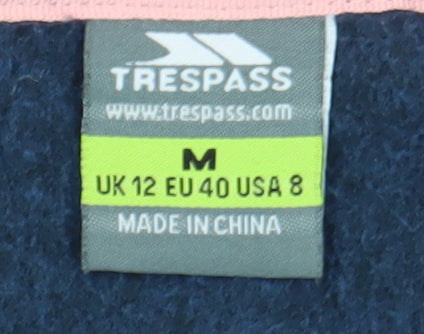 TRESPASS
www.trespass.com
M
UK 12 EU 40 USA 8
MADE IN CHINA